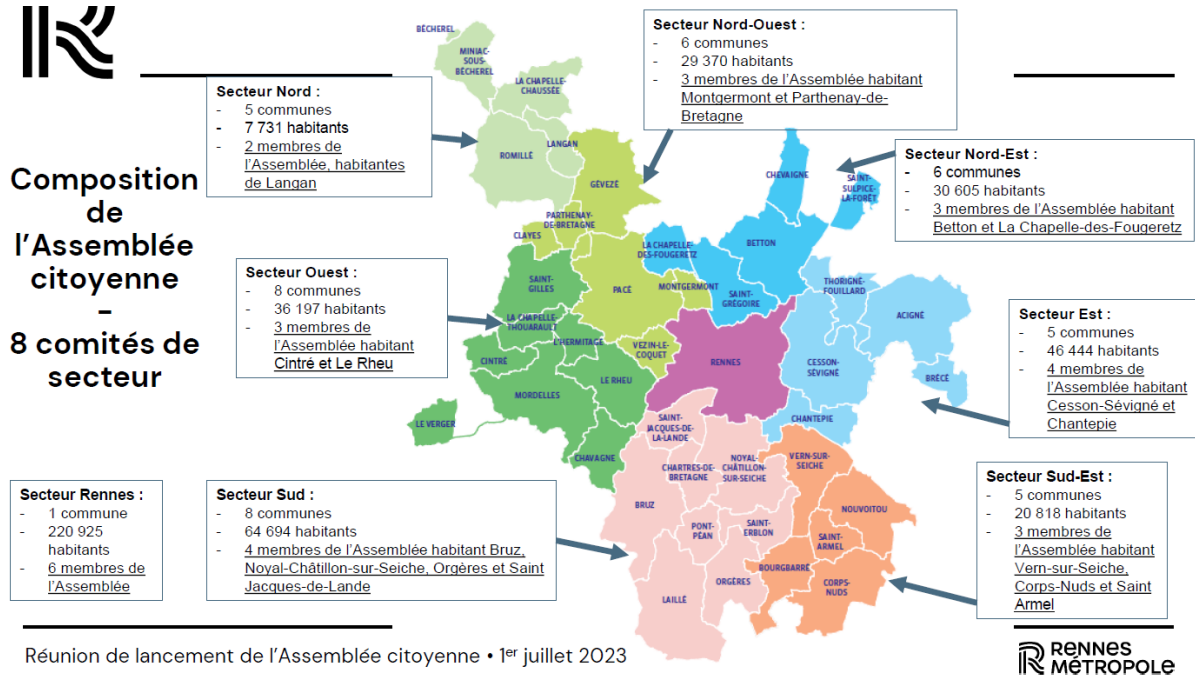 Composition
de
l'Assemblée
citoyenne
–
8 comités de
secteur
Secteur Nord :
- 5 communes
- 7 731 habitants
- 2 membres de
l'Assemblée, habitantes
de Langan
Secteur Nord-Ouest :
- 6 communes
- 29 370 habitants
- 3 membres de l'Assemblée habitant
Montgermont et Parthenay-de-
Bretagne
Secteur Nord-Est :
- 6 communes
- 30 605 habitants
- 3 membres de l'Assemblée habitant
Betton et La Chapelle-des-Fougeretz
Secteur Ouest :
- 8 communes
- 36 197 habitants
- 3 membres de
l'Assemblée habitant
Cintré et Le Rheu
Secteur Est :
- 5 communes
- 46 444 habitants
- 4 membres de
l'Assemblée habitant
Cesson-Sévigné et
Chantepie
Secteur Rennes :
- 1 commune
- 220 925
habitants
- 6 membres de
l'Assemblée
Secteur Sud :
- 8 communes
- 64 694 habitants
- 4 membres de l'Assemblée habitant Bruz,
Noyal-Châtillon-sur-Seiche, Orgères et Saint
Jacques-de-Lande
Secteur Sud-Est :
- 5 communes
- 20 818 habitants
- 3 membres de
l'Assemblée habitant
Vern-sur-Seiche,
Corps-Nuds et Saint
Armel
BÉCHEREL
MINIAC-
SOUS-
BÉCHEREL
LA CHAPELLE-
CHAUSSÉE
ROMILLÉ
LANGAN
GÉVEZÉ
PARTHENAY-
DE-BRETAGNE
CLAYES
CHEVAIGNÉ
SAINT-
SULPICE-
LA-FORÊT
LA CHAPELLE-
DES-FOUGERETZ
BETTON
SAINT-
GILLES
PACÉ
MONTGERMONT
SAINT-
GRÉGOIRE
THORIGNÉ-
FOUILLARD
ACIGNÉ
LA CHAPELLE-
THOUARAULT
L'HERMITAGE
VEZIN-LE-
COQUET
RENNES
CESSON-
SÉVIGNÉ
CINTRÉ
BRÉCÉ
LE RHEU
MORDELLES
LE VERGER
CHAVAGNE
SAINT-
JACQUES-DE-
LA-LANDE
CHANTEPIE
CHARTRES-DE-
BRETAGNE
NOYAL-
CHÂTILLON-
SUR-SEICHE
VERN-SUR-
SEICHE
BRUZ
NOUVOITOU
PONT-
PÉAN
SAINT-
ERBLON
SAINT-
ARMEL
BOURGBARRÉ
ORGÈRES
CORPS-
NUDS
LAILLÉ
Réunion de lancement de l'Assemblée citoyenne • 1er juillet 2023
RENNES
MÉTROPOLE